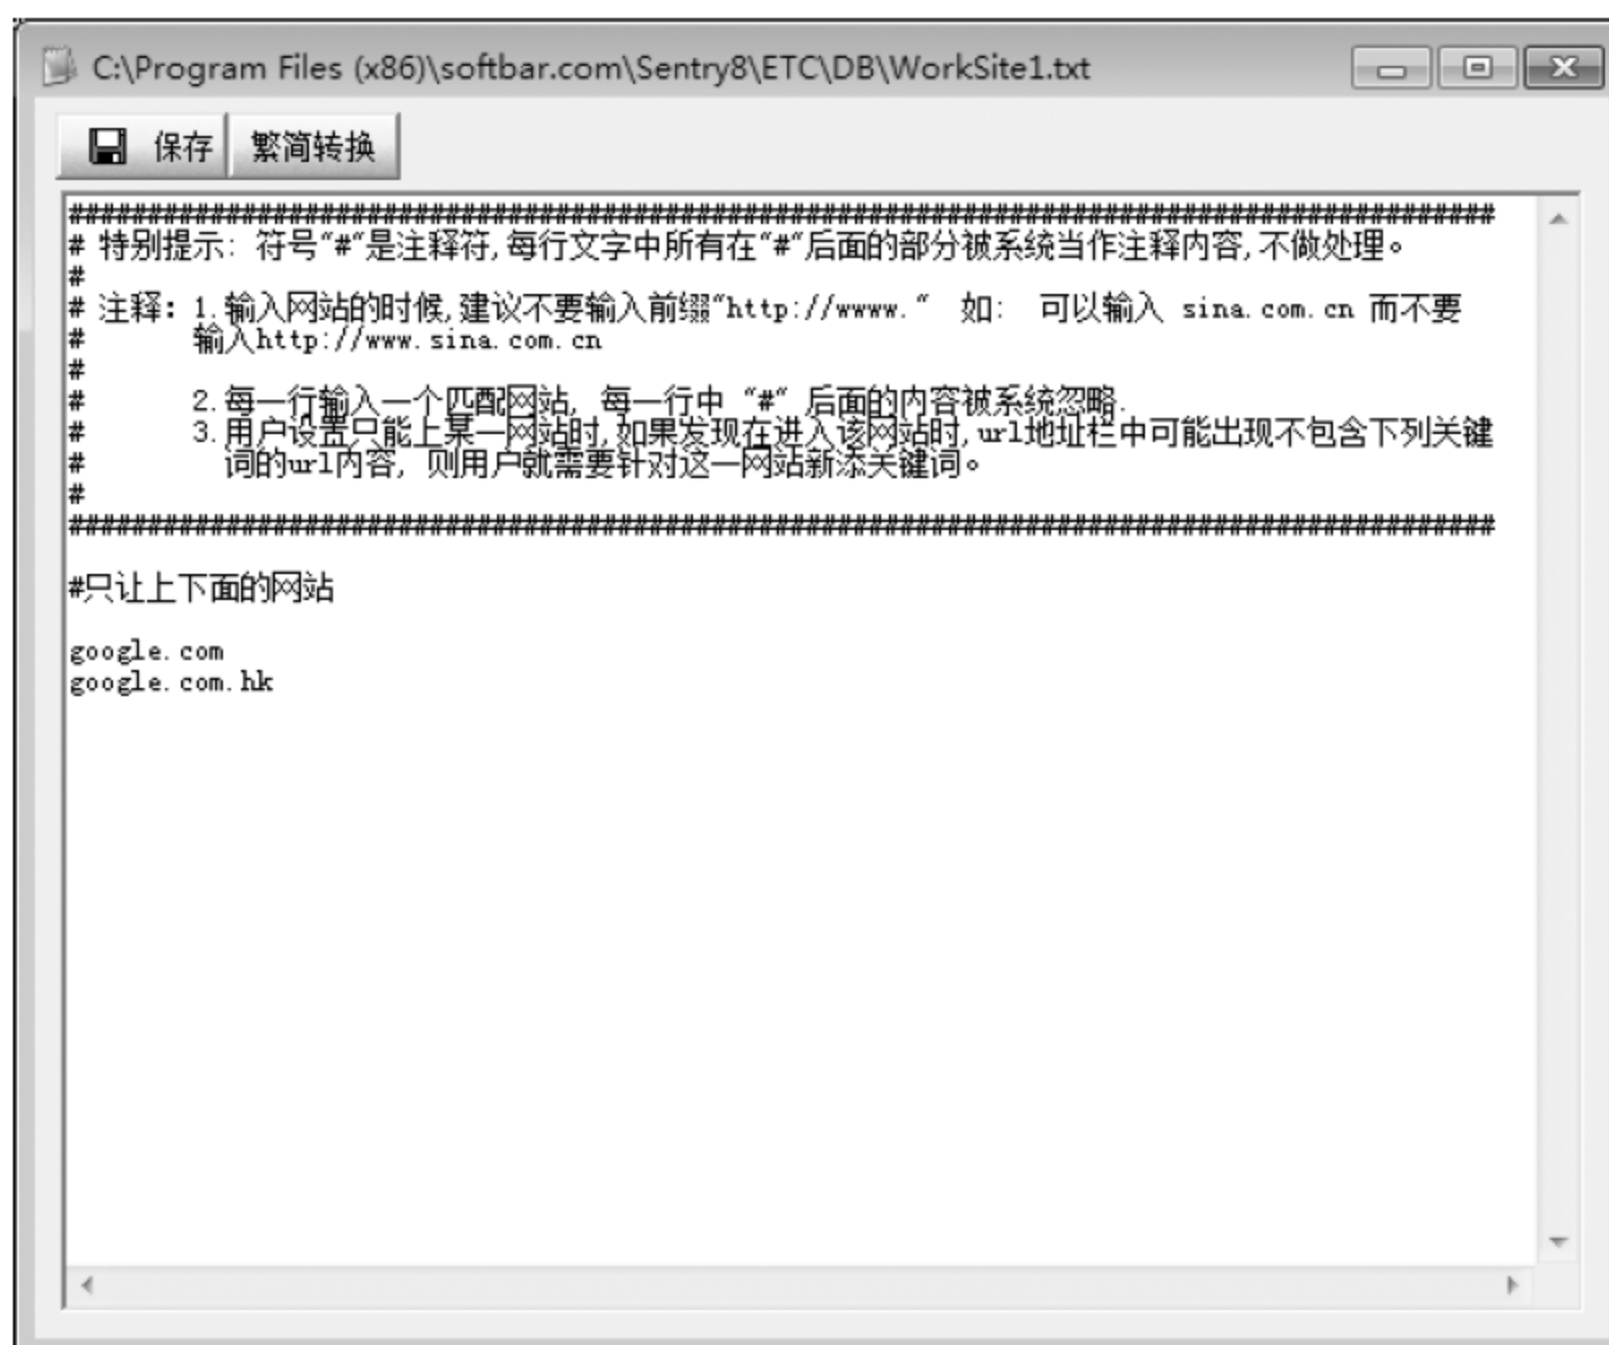 C:\Program Files (x86)\softbar.com\Sentry8\ETC\DB\WorkSite1.txt
保存 繁简转换
###########################################################################################
# 特别提示: 符号"#"是注释符,每行文字中所有在"#"后面的部分被系统当作注释内容,不做处理。
#
# 注释: 1.输入网站的时候,建议不要输入前缀"http://wwww." 如: 可以输入 sina.com.cn 而不要
# 输入http://www.sina.com.cn
#
# 2.每一行输入一个匹配网站, 每一行中 "#" 后面的内容被系统忽略.
# 3.用户设置只能上某一网站时,如果发现在进入该网站时,url地址栏中可能出现不包含下列关键
# 词的url内容, 则用户就需要针对这一网站新添关键词。
#
###########################################################################################
#只让上下面的网站
google.com
google.com.hk